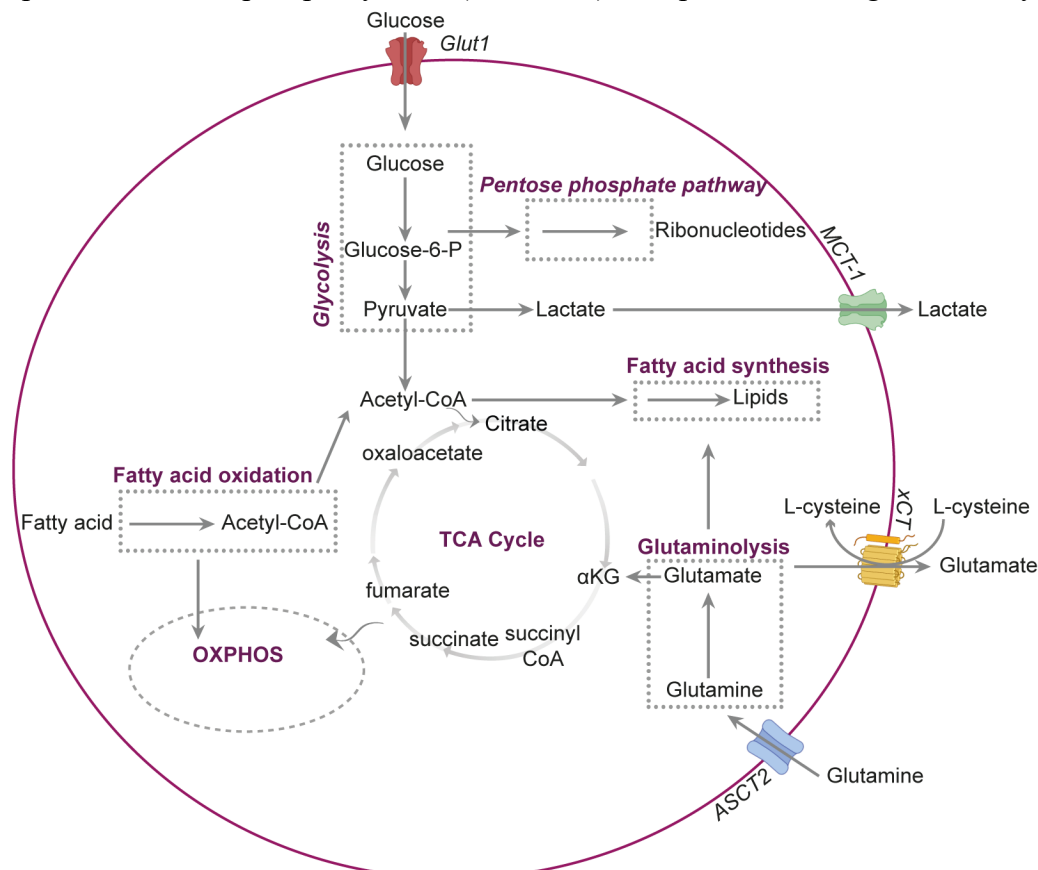 Glucose
Glut1
Glucose
Pentose phosphate pathway
Ribonucleotides
Glucose-6-P
Glycolysis
MCT-1
Pyruvate
Lactate
Lactate
Fatty acid synthesis
Acetyl-CoA
Lipids
Citrate
oxaloacetate
Fatty acid oxidation
Fatty acid
Acetyl-CoA
TCA Cycle
L-cysteine
xCT
L-cysteine
Glutaminolysis
αKG
Glutamate
Glutamate
fumarate
succinate
succinyl
CoA
OXPHOS
Glutamine
ASCT2
Glutamine